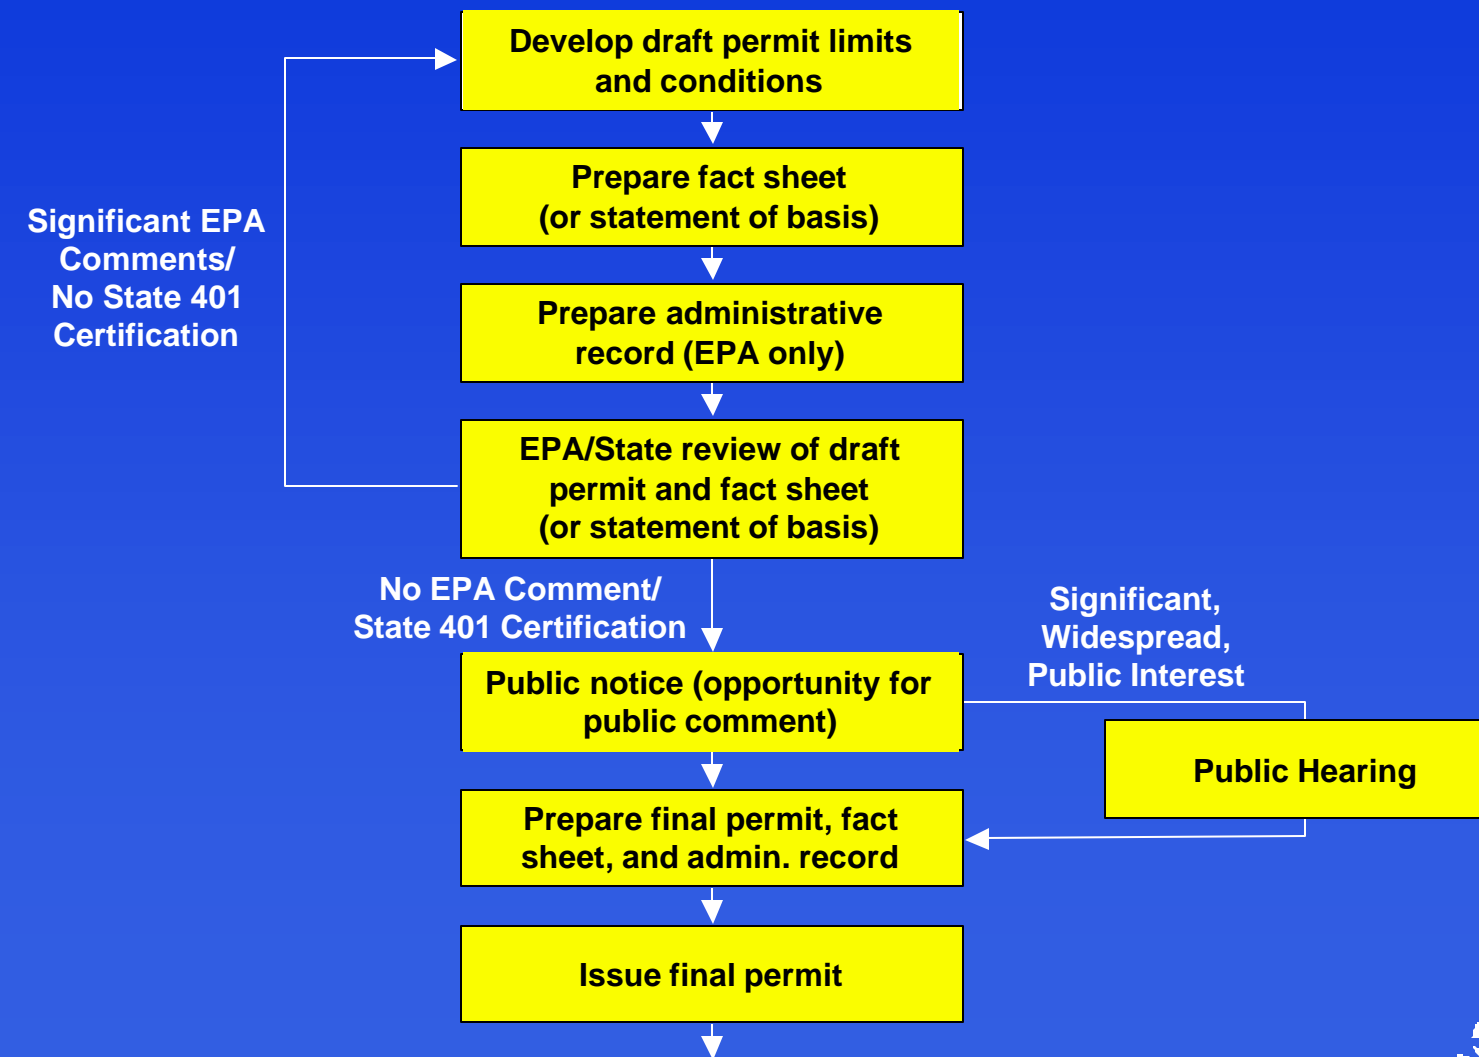 Develop draft permit limits
and conditions
Prepare fact sheet
(or statement of basis)
Significant EPA
Comments/
No State 401
Certification
Prepare administrative
record (EPA only)
EPA/State review of draft
permit and fact sheet
(or statement of basis)
No EPA Comment/
State 401 Certification
Significant,
Widespread,
Public Interest
Public notice (opportunity for
public comment)
Public Hearing
Prepare final permit, fact
sheet, and admin. record
Issue final permit